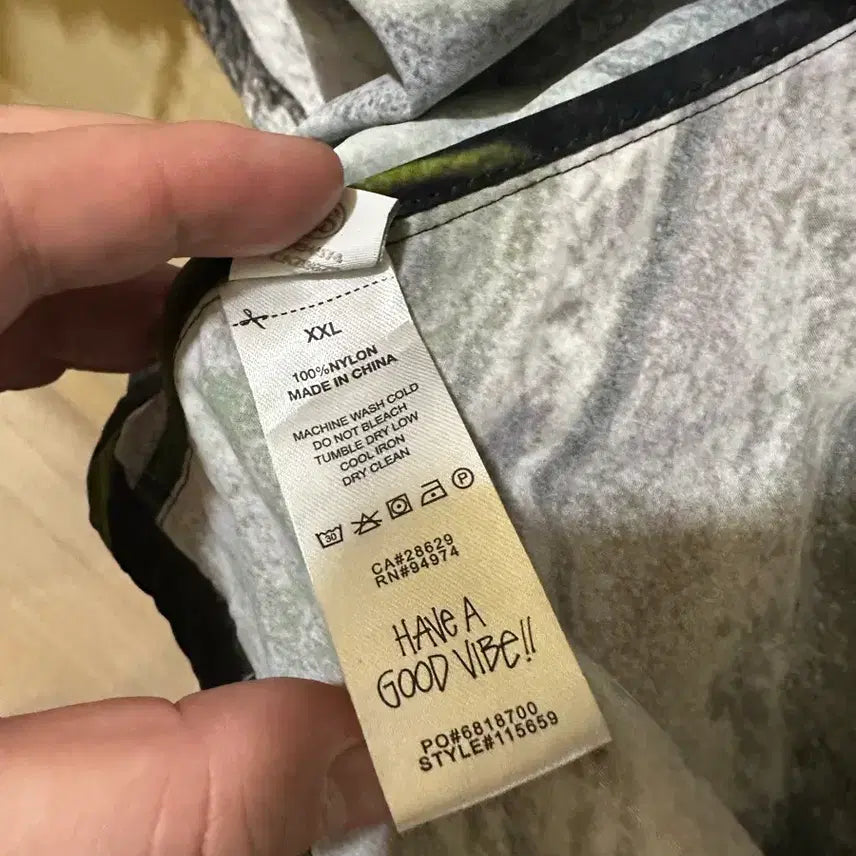 XXL
100%NYLON
MADE IN CHINA
MACHINE WASH COLD
DO NOT BLEACH
TUMBLE DRY LOW
COOL IRON
DRY CLEAN
30
P
CA#28629
RN#94974
HAVE A
GOOD VIBE!!
PO#6818700
STYLE#115659